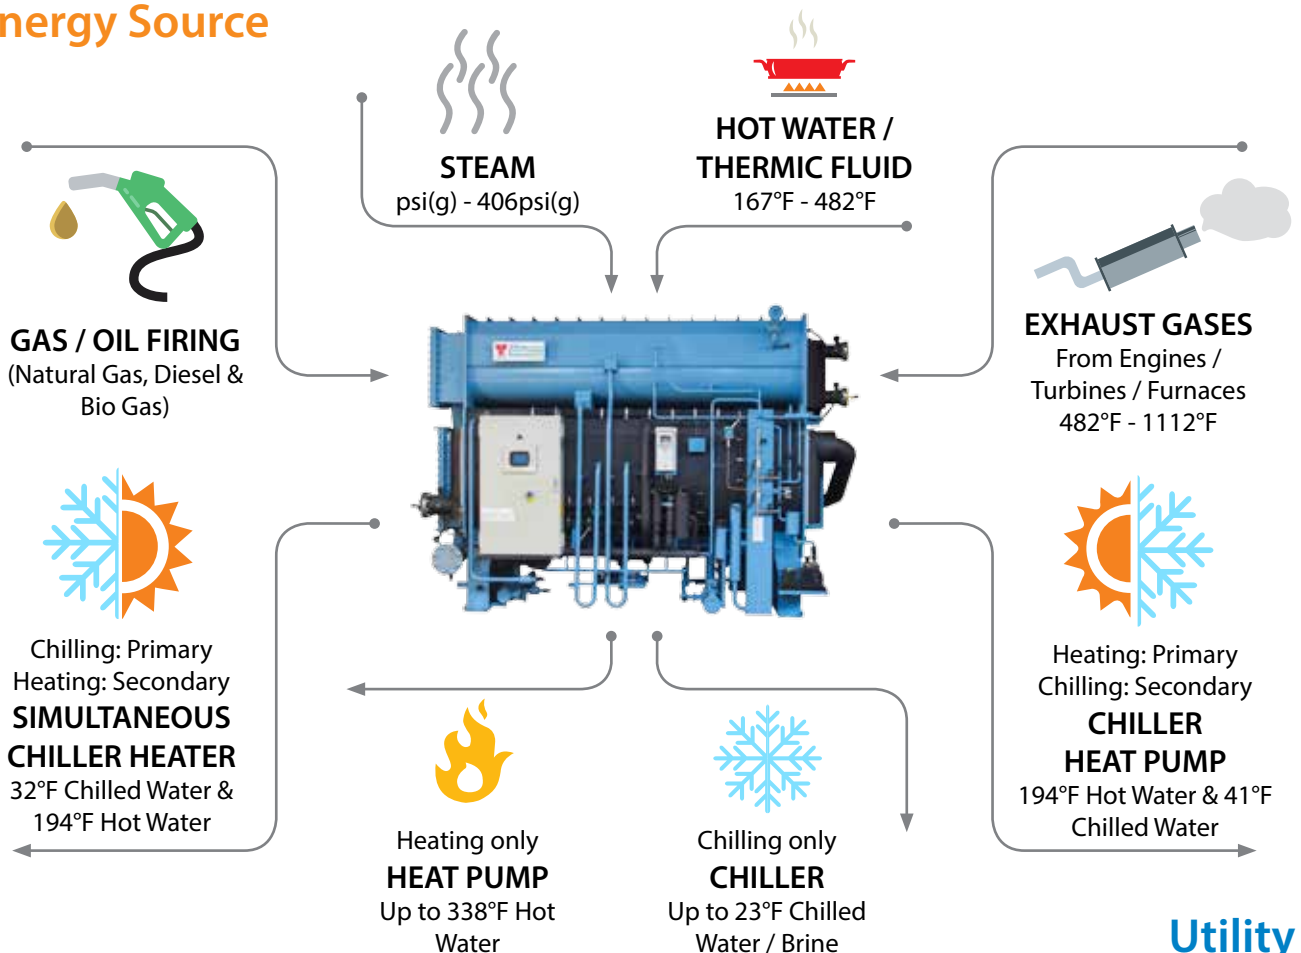 nergy Source
STEAM
psi(g) - 406psi(g)
HOT WATER /
THERMIC FLUID
167°F - 482°F
GAS / OIL FIRING
(Natural Gas, Diesel &
Bio Gas)
EXHAUST GASES
From Engines /
Turbines / Furnaces
482°F - 1112°F
Chilling: Primary
Heating: Secondary
SIMULTANEOUS
CHILLER HEATER
32°F Chilled Water &
194°F Hot Water
Heating only
HEAT PUMP
Up to 338°F Hot
Water
Chilling only
CHILLER
Up to 23°F Chilled
Water / Brine
Heating: Primary
Chilling: Secondary
CHILLER
HEAT PUMP
194°F Hot Water & 41°F
Chilled Water
Utility